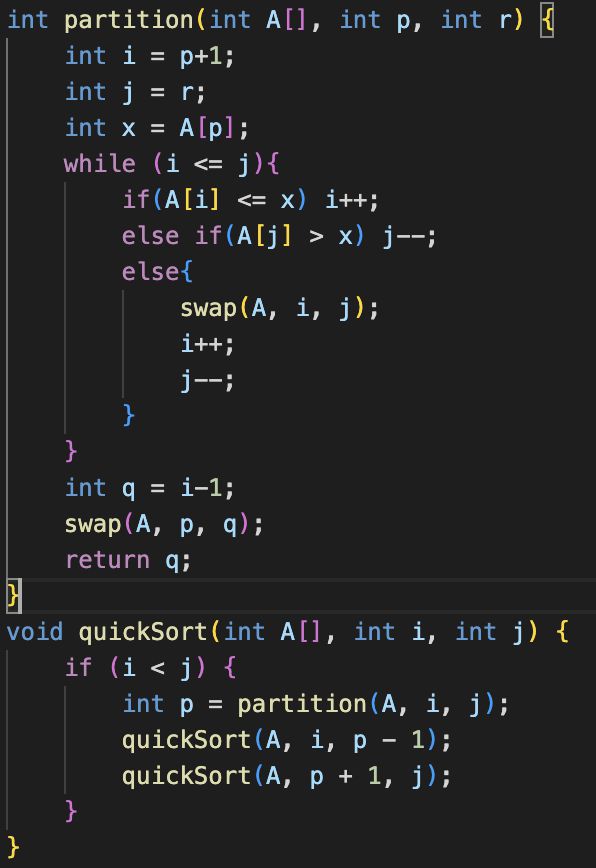 int partition(int A[], int p, int r) {
    int i = p+1;
    int j = r;
    int x = A[p];
    while (i <= j){
        if(A[i] <= x) i++;
        else if(A[j] > x) j--;
        else{
            swap(A, i, j);
            i++;
            j--;
        }
    }
    int q = i-1;
    swap(A, p, q);
    return q;
}
void quickSort(int A[], int i, int j) {
    if (i < j) {
        int p = partition(A, i, j);
        quickSort(A, i, p - 1);
        quickSort(A, p + 1, j);
    }
}